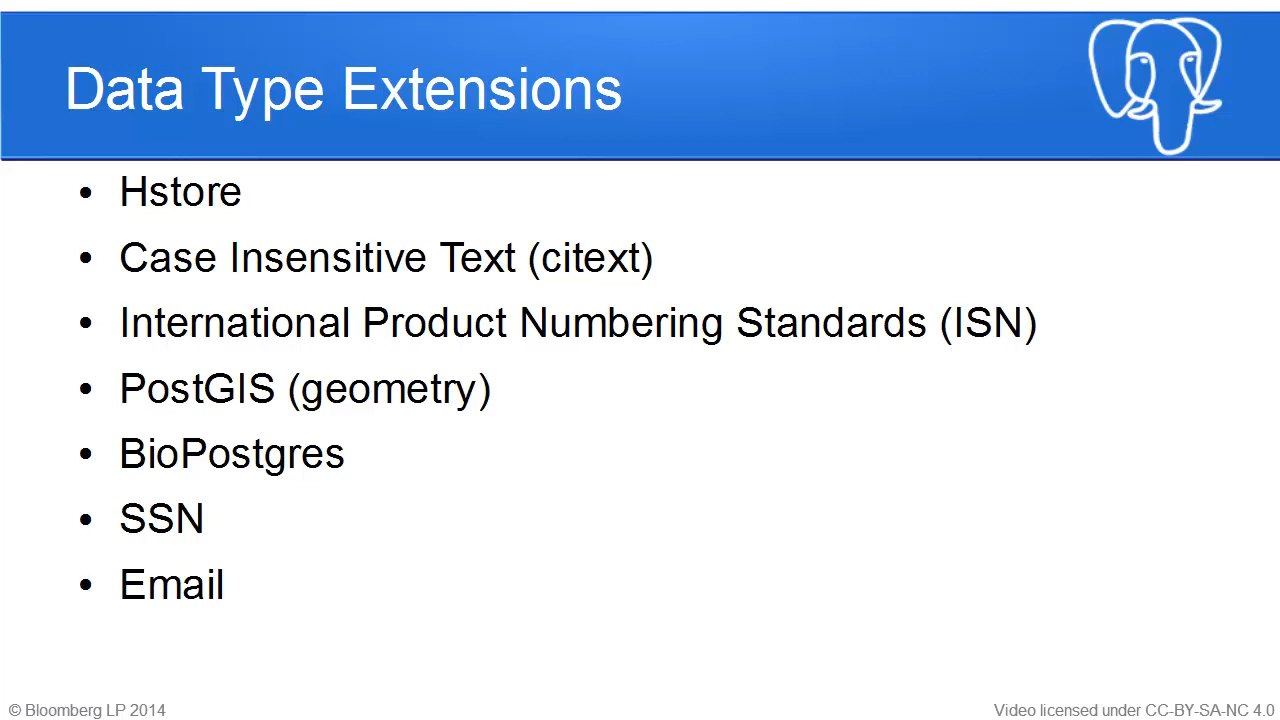 Data Type Extensions
• Hstore
• Case Insensitive Text (citext)
• International Product Numbering Standards (ISN)
• PostGIS (geometry)
• BioPostgres
• SSN
• Email
© Bloomberg LP 2014
Video licensed under CC-BY-SA-NC 4.0